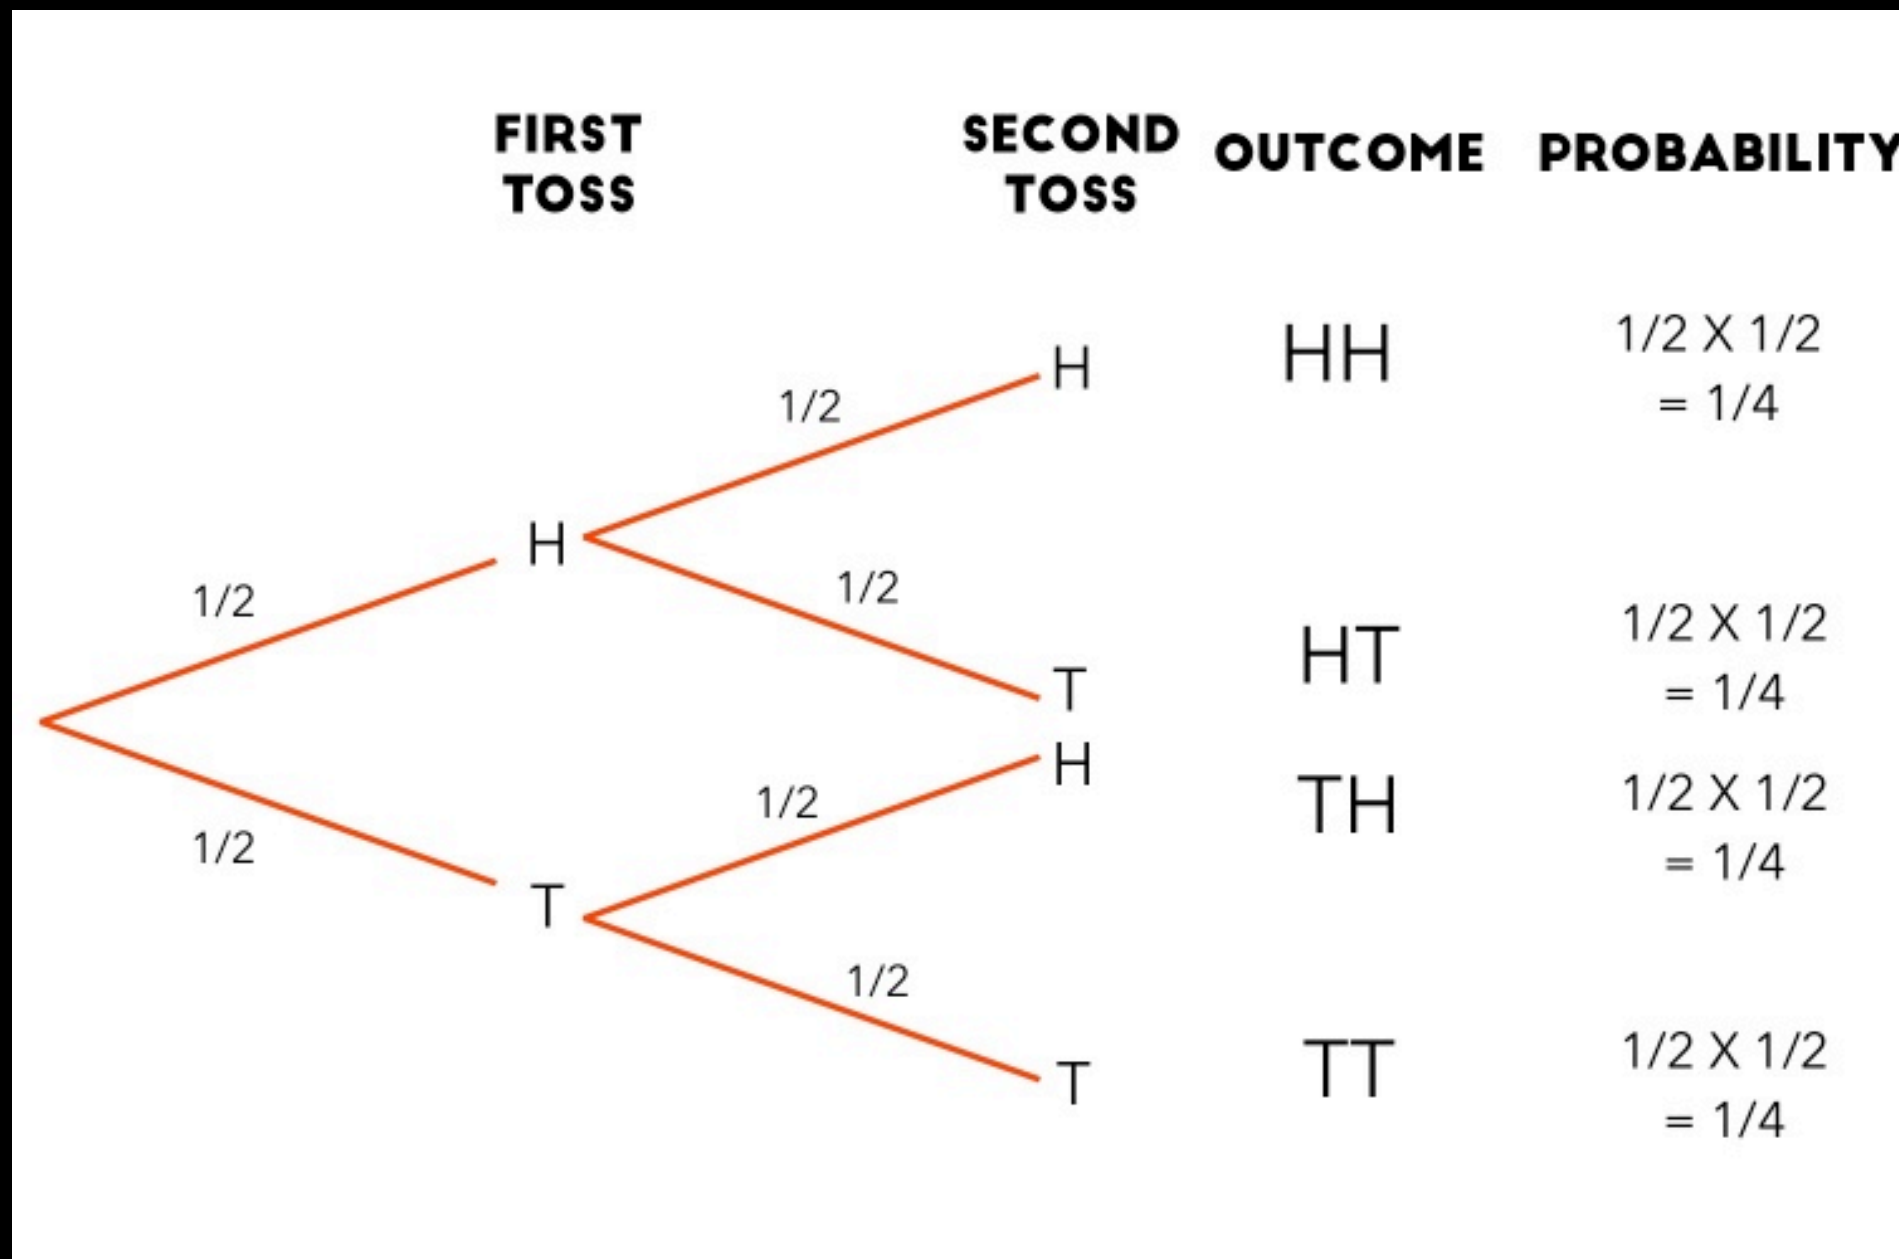 FIRST
TOSS
SECOND
TOSS
OUTCOME
PROBABILITY
1/2
H
1/2
H
HH
1/2 X 1/2
= 1/4
1/2
T
HT
1/2 X 1/2
= 1/4
1/2
T
1/2
H
TH
1/2 X 1/2
= 1/4
1/2
T
TT
1/2 X 1/2
= 1/4